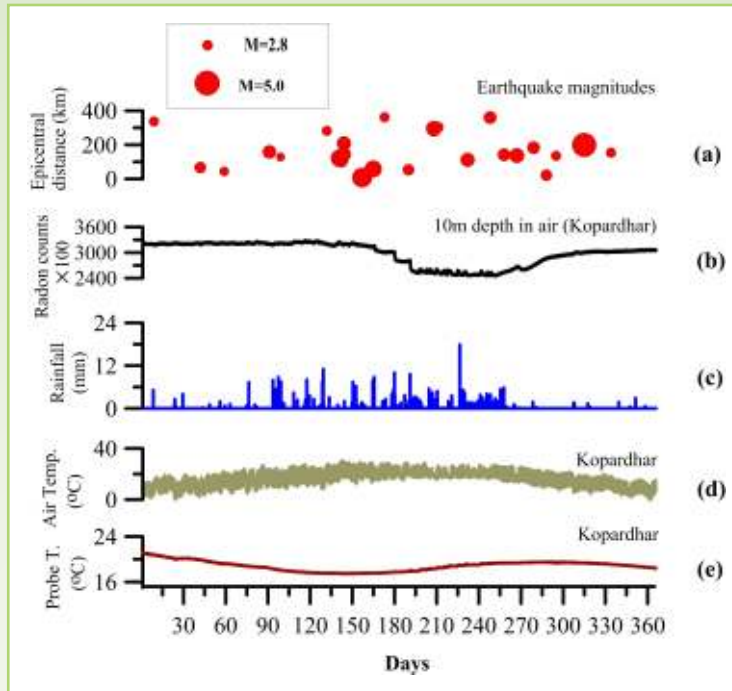 M=2.8
M=5.0
Earthquake magnitudes
Epicentral
distance (km)
400
200
0
(a)
10m depth in air (Kopardhar)
Radon counts
×100
3600
3000
2400
(b)
Rainfall
(mm)
24
12
0
(c)
Kopardhar
Air Temp.
(ºC)
40
0
(d)
Kopardhar
Probe T.
(ºC)
24
16
(e)
30 60 90 120 150 180 210 240 270 300 330 360
Days